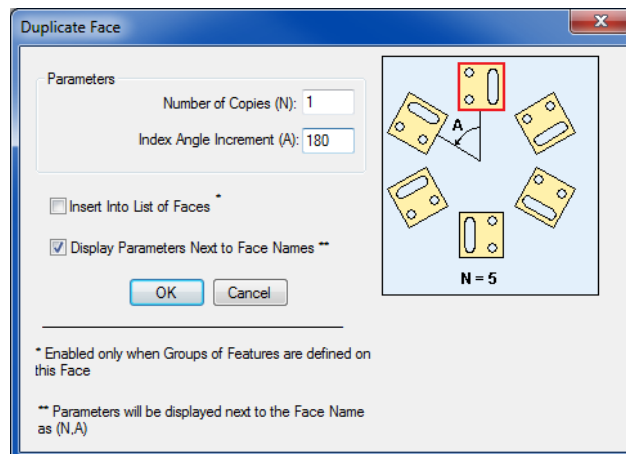 Duplicate Face
Parameters
Number of Copies (N): 1
Index Angle Increment (A): 180
Insert Into List of Faces *
Display Parameters Next to Face Names **
OK Cancel
* Enabled only when Groups of Features are defined on
this Face
** Parameters will be displayed next to the Face Name
as (N,A)
A
N = 5